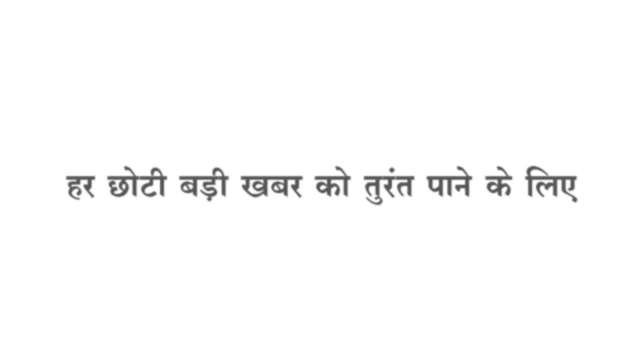 हर छोटी बड़ी खबर को तुरंत पाने के लिए